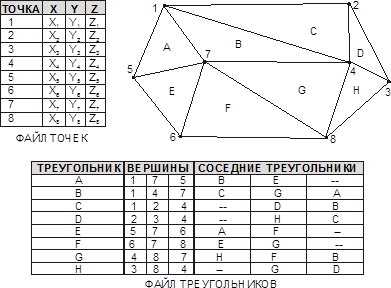 ТОЧКА X Y Z
1 X₁ Y₁ Z₁
2 X₂ Y₂ Z₂
3 X₃ Y₃ Z₃
4 X₄ Y₄ Z₄
5 X₅ Y₅ Z₅
6 X₆ Y₆ Z₆
7 X₇ Y₇ Z₇
8 X₈ Y₈ Z₈
ФАЙЛ ТОЧЕК
1
2
C
A
B
D
7
4
5
3
E
G
H
F
6
8
ТРЕУГОЛЬНИК ВЕРШИНЫ СОСЕДНИЕ ТРЕУГОЛЬНИКИ
A 1 7 5 B E --
B 1 4 7 C G A
C 1 2 4 -- D B
D 2 3 4 -- H C
E 5 7 6 A F –
F 6 7 8 E G --
G 4 8 7 H F B
H 3 8 4 – G D
ФАЙЛ ТРЕУГОЛЬНИКОВ